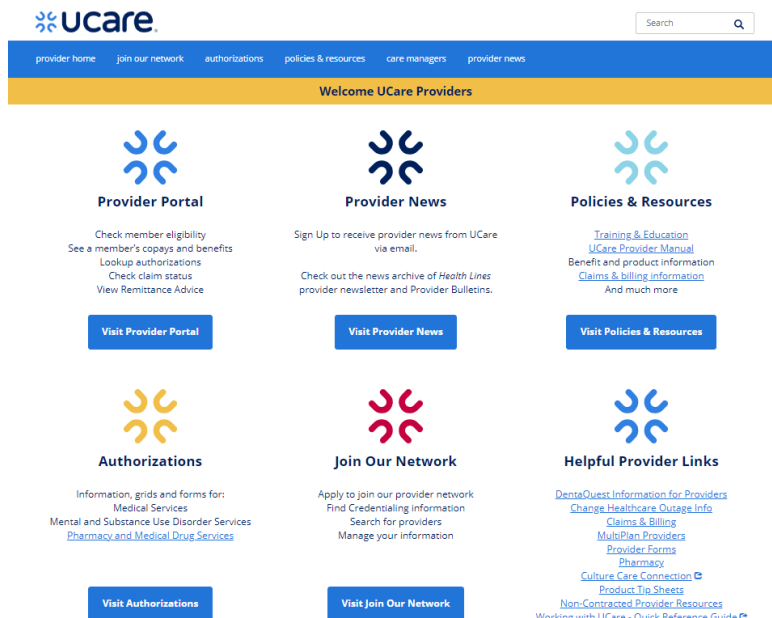 ucare
Search
provider home join our network authorizations policies & resources care managers provider news
Welcome UCare Providers
Provider Portal
Check member eligibility
See a member's copays and benefits
Lookup authorizations
Check claim status
View Remittance Advice
Visit Provider Portal
Provider News
Sign Up to receive provider news from UCare
via email.
Check out the news archive of Health Lines
provider newsletter and Provider Bulletins.
Visit Provider News
Policies & Resources
Training & Education
UCare Provider Manual
Benefit and product information
Claims & billing information
And much more
Visit Policies & Resources
Authorizations
Information, grids and forms for:
Medical Services
Mental and Substance Use Disorder Services
Pharmacy and Medical Drug Services
Visit Authorizations
Join Our Network
Apply to join our provider network
Find Credentialing information
Search for providers
Manage your information
Visit Join Our Network
Helpful Provider Links
DentaQuest Information for Providers
Change Healthcare Outage Info
Claims & Billing
MultiPlan Providers
Provider Forms
Pharmacy
Culture Care Connection
Product Tip Sheets
Non-Contracted Provider Resources
Working with UCare - Quick Reference Guide